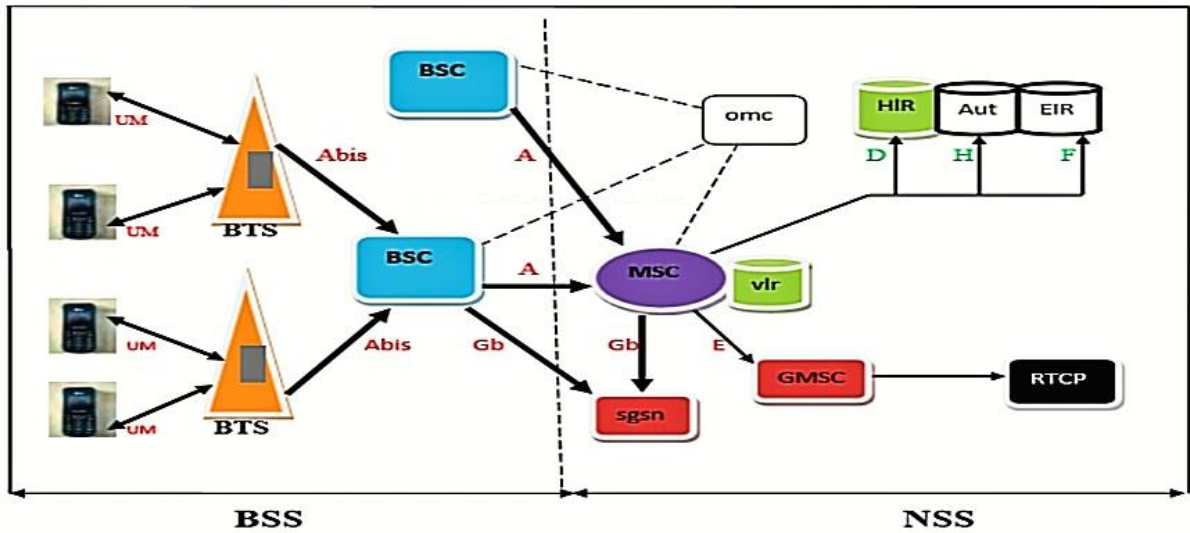 BSC
omc
HlR
Aut
EIR
UM
Abis
A
D
H
F
UM
BTS
BSC
A
MSC
vlr
UM
Abis
Gb
Gb
E
GMSC
RTCP
sgsn
UM
BTS
BSS
NSS